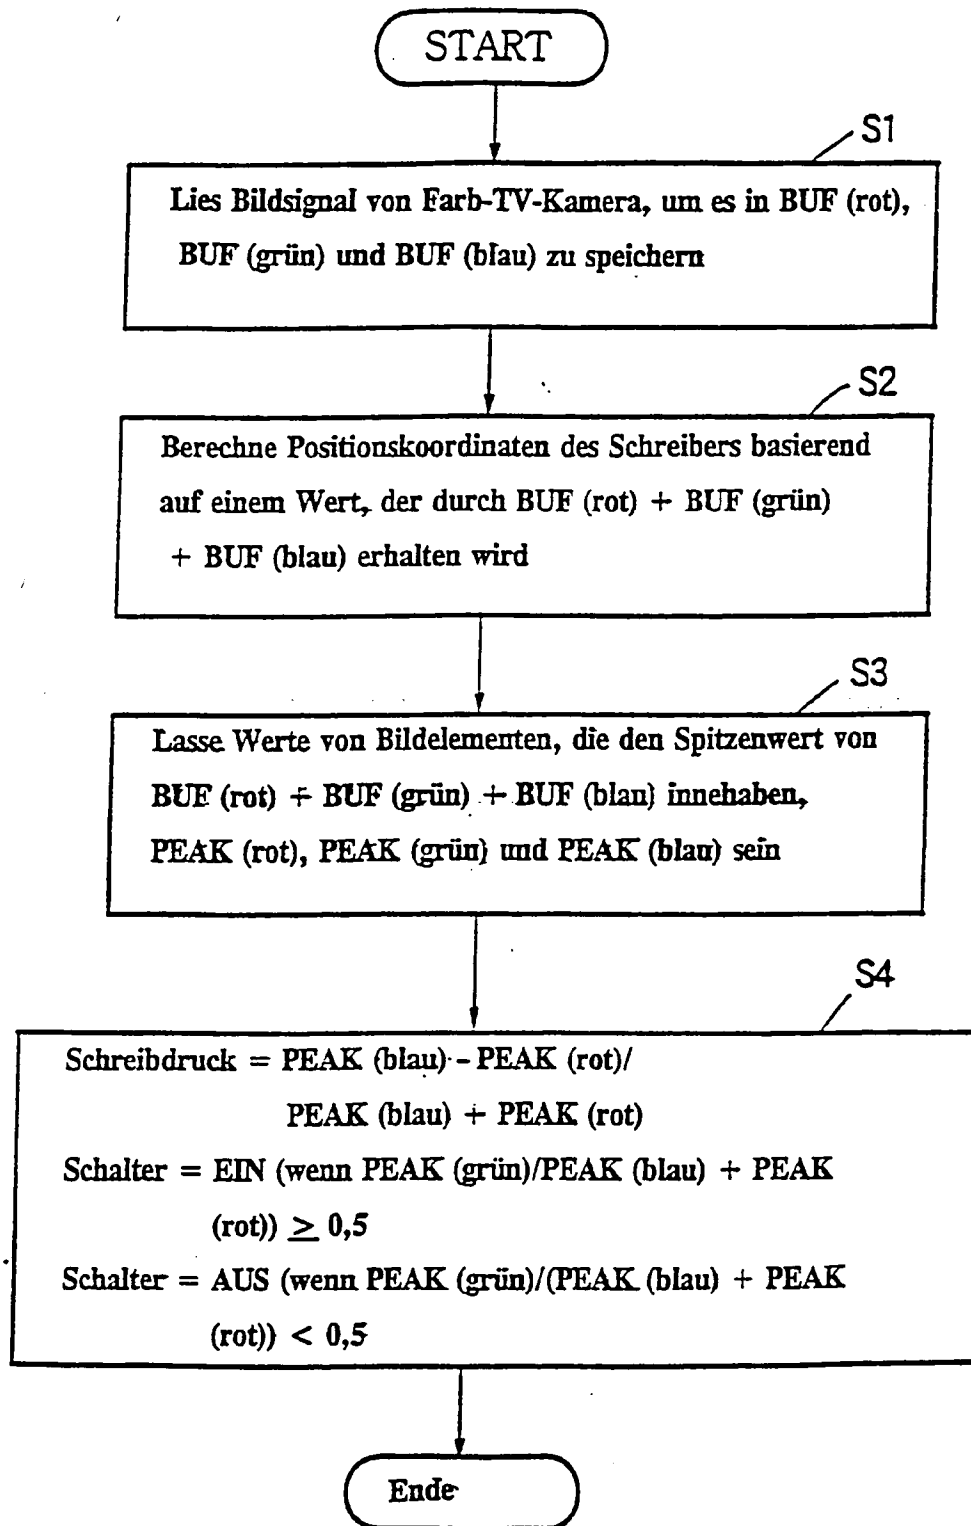 START
S1
Lies Bildsignal von Farb-TV-Kamera, um es in BUF (rot),
BUF (grün) und BUF (blau) zu speichern
S2
Berechne Positionskoordinaten des Schreibers basierend
auf einem Wert, der durch BUF (rot) + BUF (grün)
+ BUF (blau) erhalten wird
S3
Lasse Werte von Bildelementen, die den Spitzenwert von
BUF (rot) + BUF (grün) + BUF (blau) innehaben,
PEAK (rot), PEAK (grün) und PEAK (blau) sein
S4
Schreibdruck = PEAK (blau) - PEAK (rot)/
PEAK (blau) + PEAK (rot)
Schalter = EIN (wenn PEAK (grün)/PEAK (blau) + PEAK
(rot)) ≥ 0,5
Schalter = AUS (wenn PEAK (grün)/(PEAK (blau) + PEAK
(rot)) < 0,5
Ende